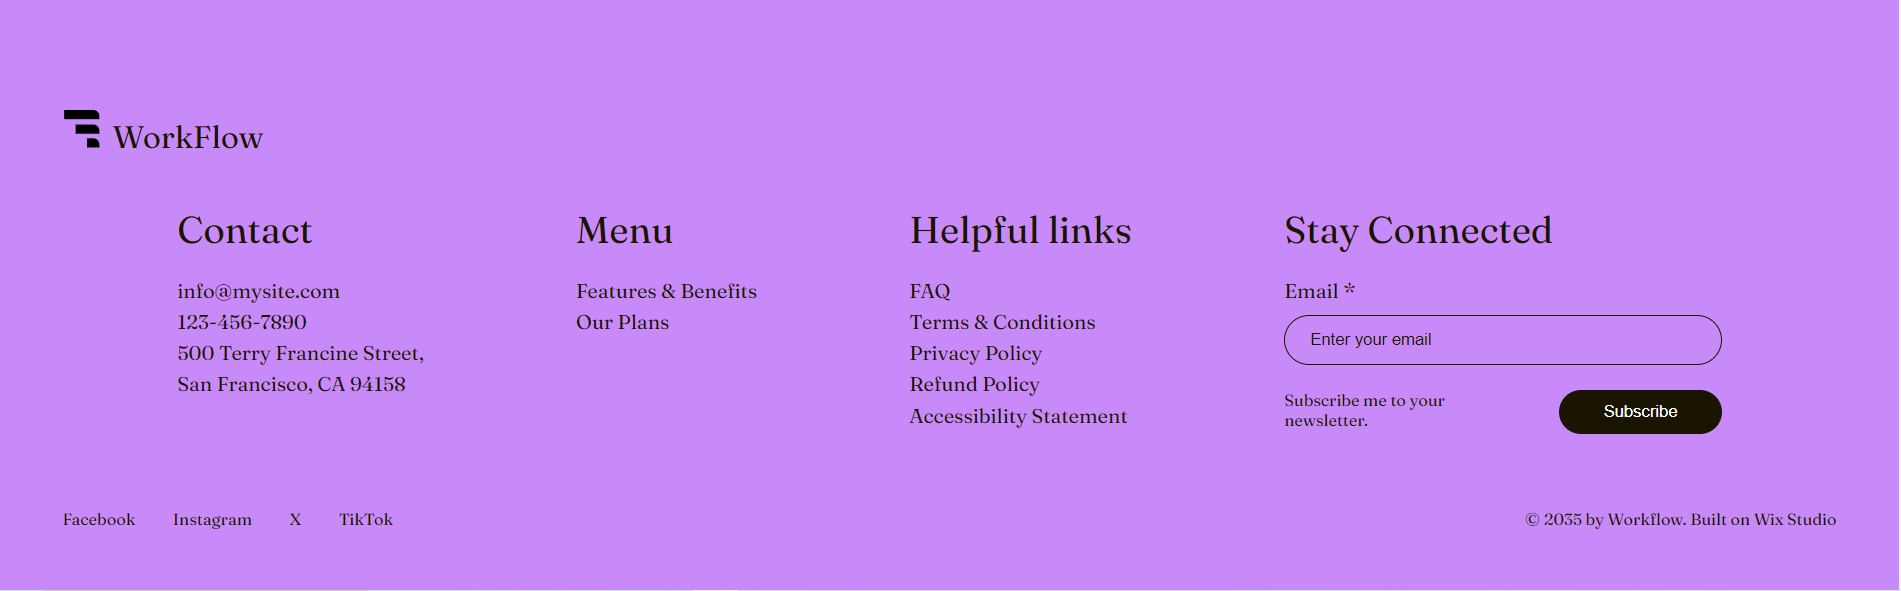 WorkFlow
Contact
info@mysite.com
123-456-7890
500 Terry Francine Street,
San Francisco, CA 94158
Menu
Features & Benefits
Our Plans
Helpful links
FAQ
Terms & Conditions
Privacy Policy
Refund Policy
Accessibility Statement
Stay Connected
Email *
Enter your email
Subscribe me to your
newsletter.
Subscribe
Facebook Instagram X TikTok
© 2035 by Workflow. Built on Wix Studio